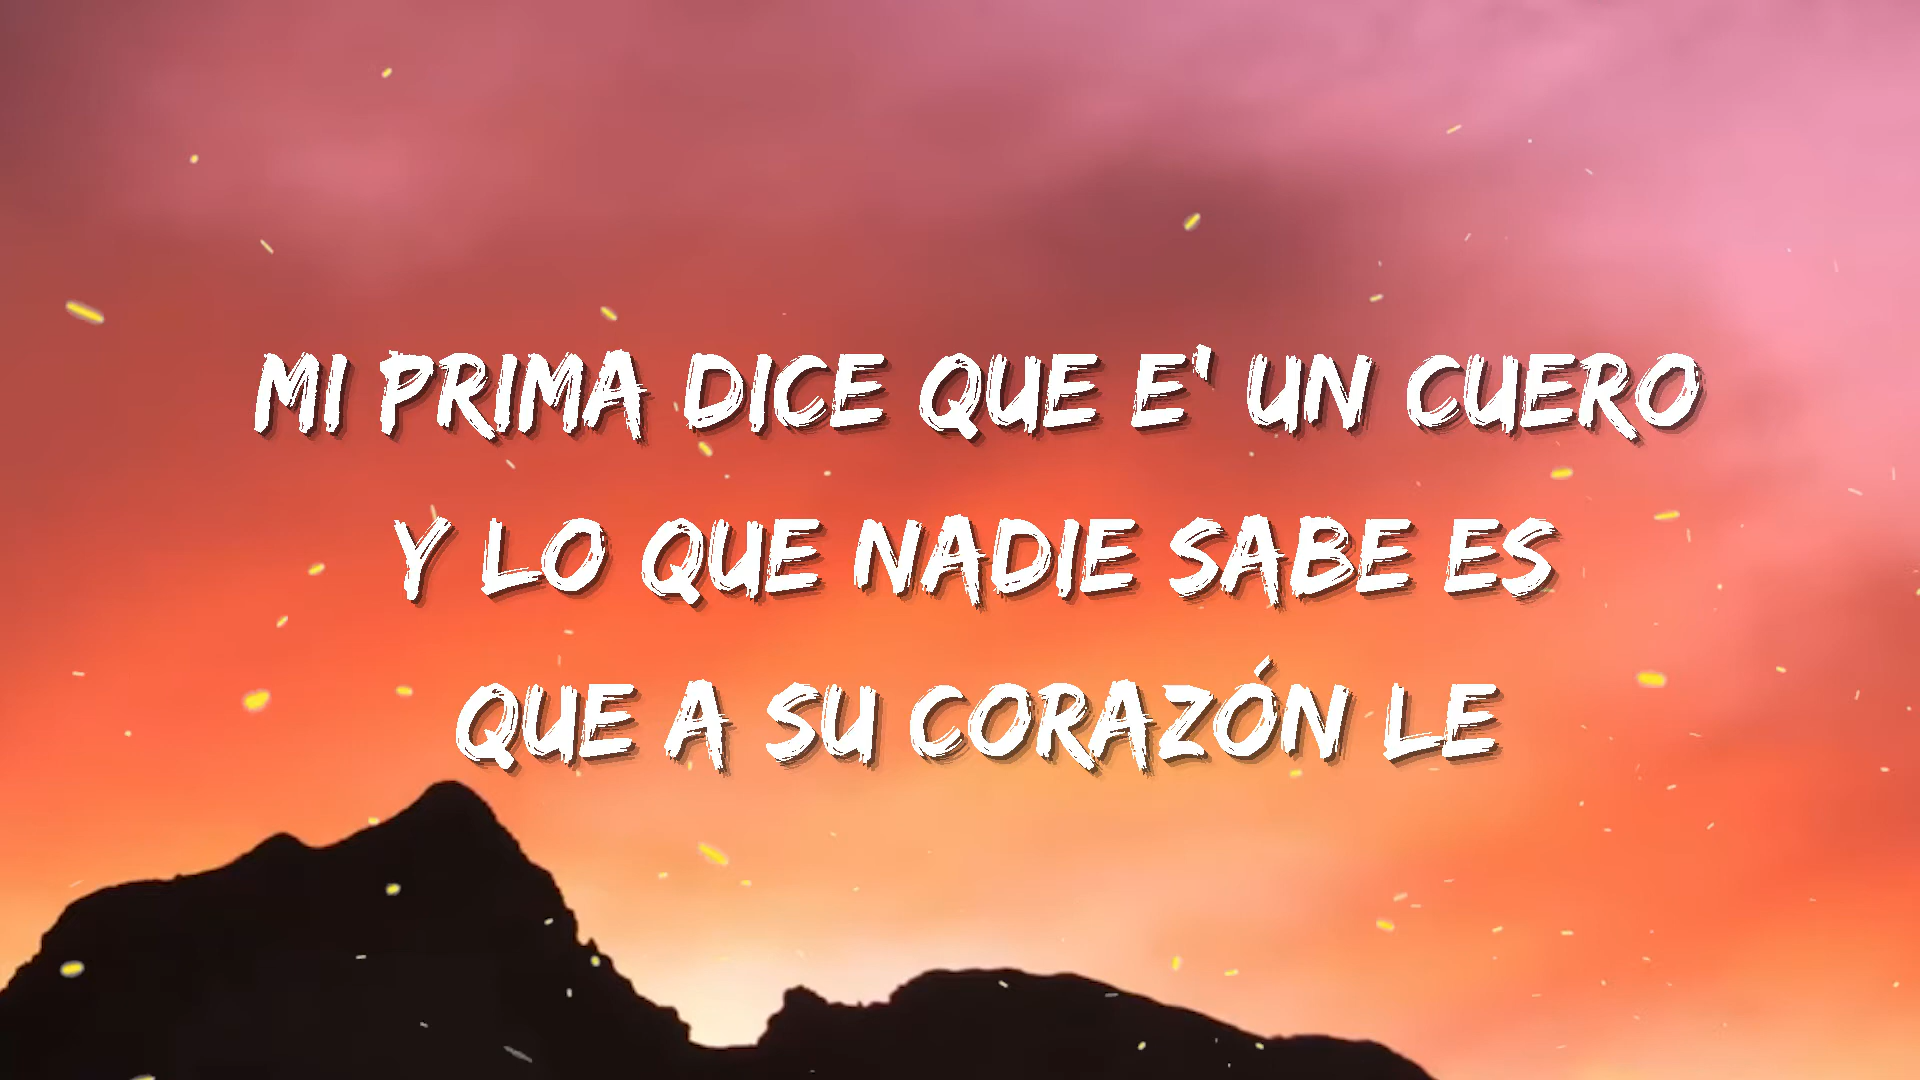 MI PRIMA DICE QUE E' UN CUERO
Y LO QUE NADIE SABE ES
QUE A SU CORAZÓN LE